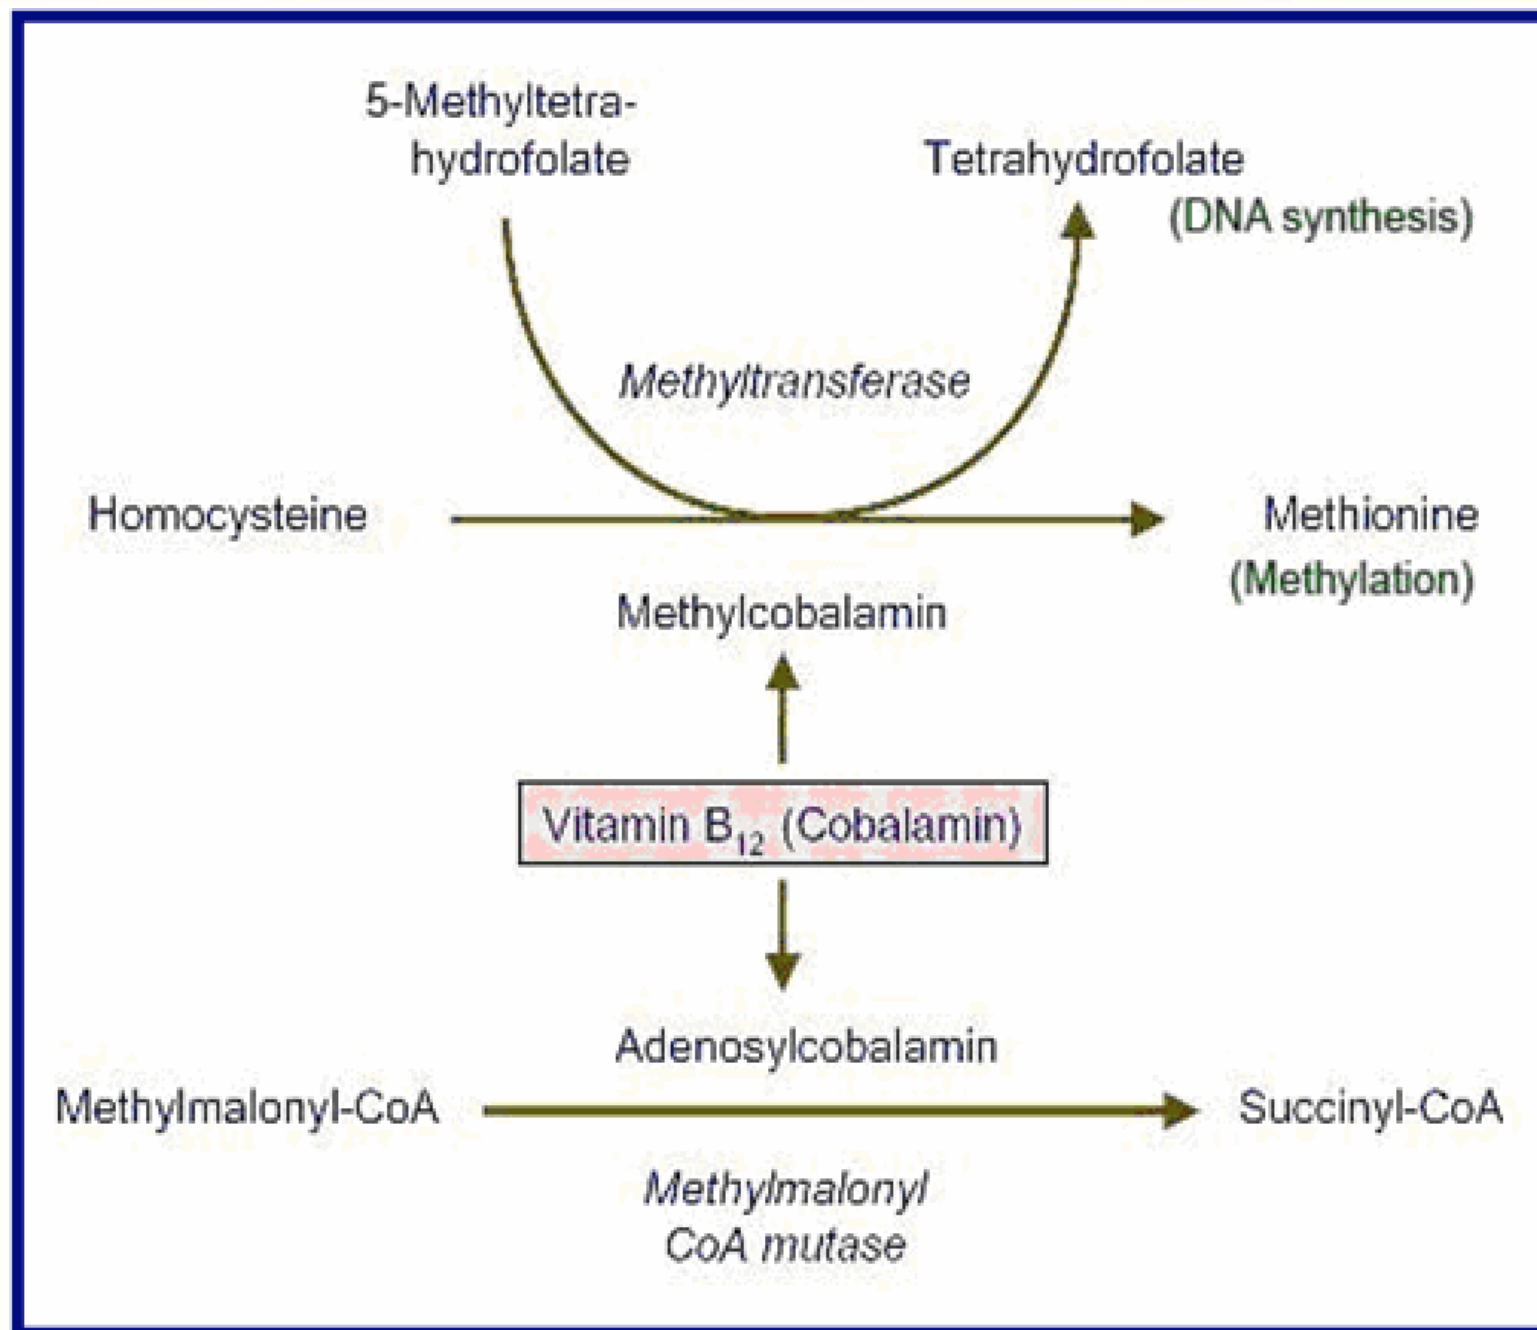 5-Methyltetra-
hydrofolate
Tetrahydrofolate
(DNA synthesis)
Methyltransferase
Homocysteine
Methionine
(Methylation)
Methylcobalamin
Vitamin B₁₂ (Cobalamin)
Adenosylcobalamin
Methylmalonyl-CoA
Succinyl-CoA
Methylmalonyl
CoA mutase